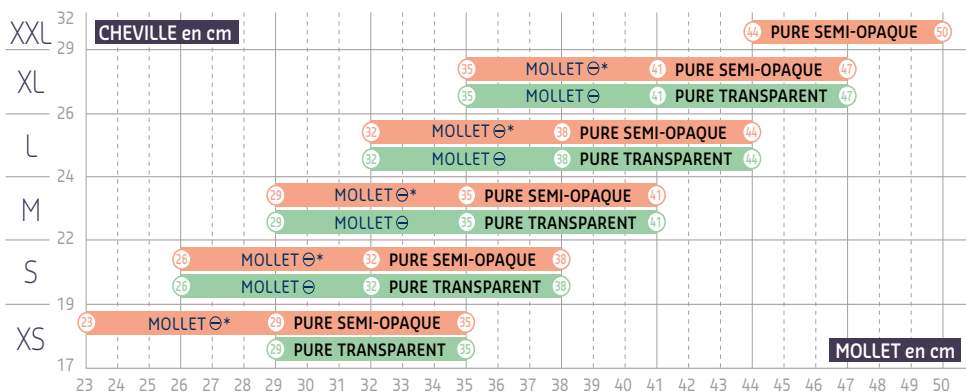 32
XXL CHEVILLE en cm 44 PURE SEMI-OPAQUE 50
29
35 MOLLET ⊖* 41 PURE SEMI-OPAQUE 47
XL
35 MOLLET ⊖ 41 PURE TRANSPARENT 47
26
32 MOLLET ⊖* 38 PURE SEMI-OPAQUE 44
L
32 MOLLET ⊖ 38 PURE TRANSPARENT 44
24
29 MOLLET ⊖* 35 PURE SEMI-OPAQUE 41
M
29 MOLLET ⊖ 35 PURE TRANSPARENT 41
22
26 MOLLET ⊖* 32 PURE SEMI-OPAQUE 38
S
26 MOLLET ⊖ 32 PURE TRANSPARENT 38
19
23 MOLLET ⊖* 29 PURE SEMI-OPAQUE 35
XS
29 PURE TRANSPARENT 35 MOLLET en cm
17
23 24 25 26 27 28 29 30 31 32 33 34 35 36 37 38 39 40 41 42 43 44 45 46 47 48 49 50